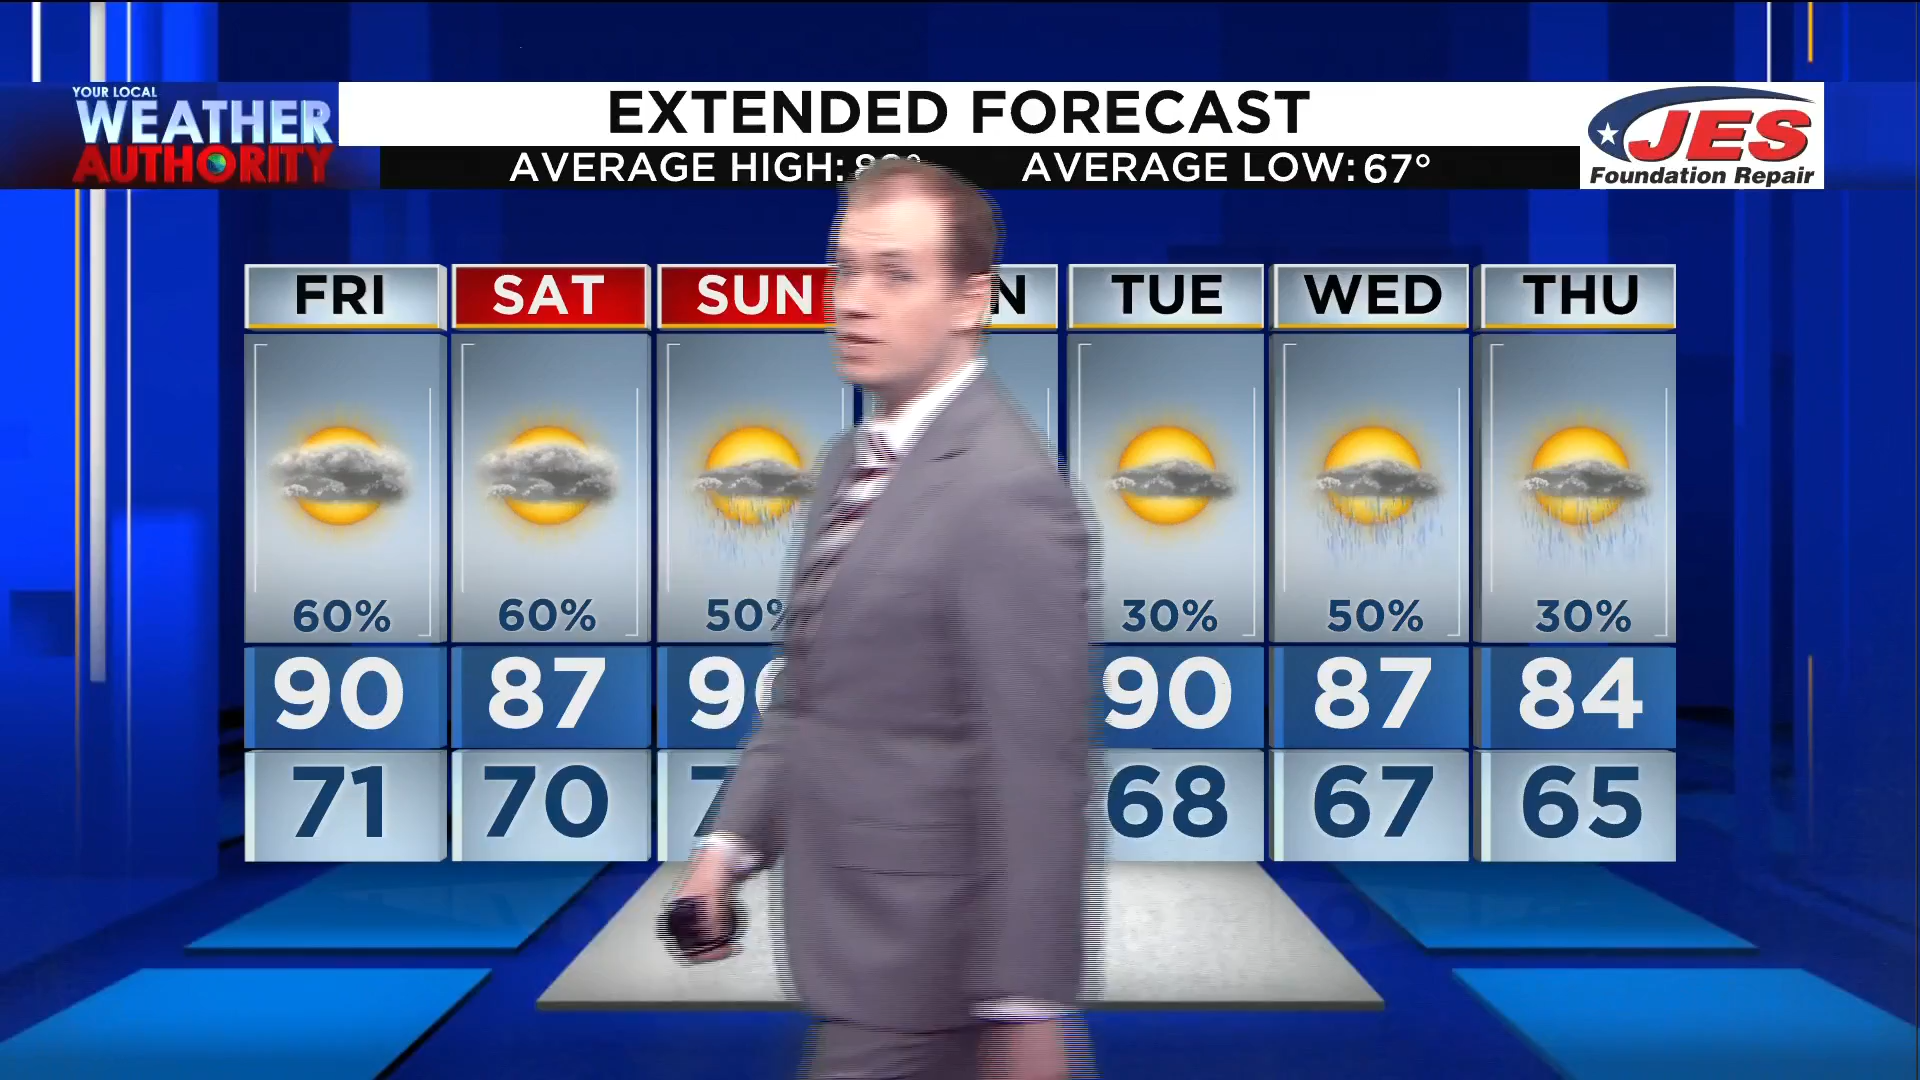 YOUR LOCAL
WEATHER
AUTHORITY
EXTENDED FORECAST
AVERAGE HIGH: AVERAGE LOW: 67°
JES
Foundation Repair
FRI SAT SUN TUE WED THU
60% 60% 30% 50% 30%
90 87 90 87 84
71 70 68 67 65